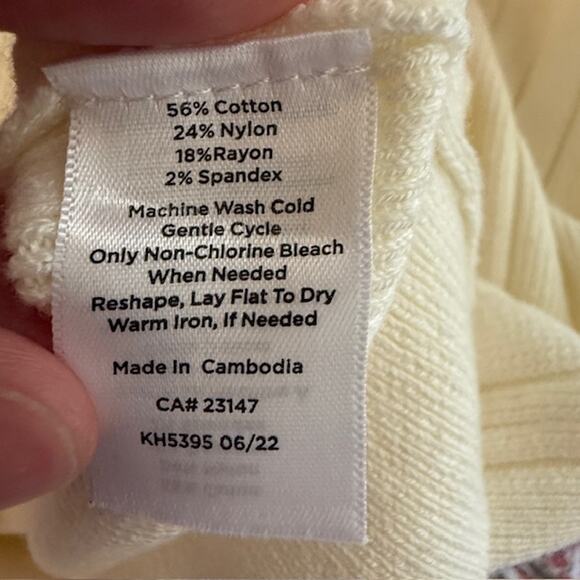 56% Cotton
24% Nylon
18%Rayon
2% Spandex
Machine Wash Cold
Gentle Cycle
Only Non-Chlorine Bleach
When Needed
Reshape, Lay Flat To Dry
Warm Iron, If Needed
Made In Cambodia
CA# 23147
KH5395 06/22